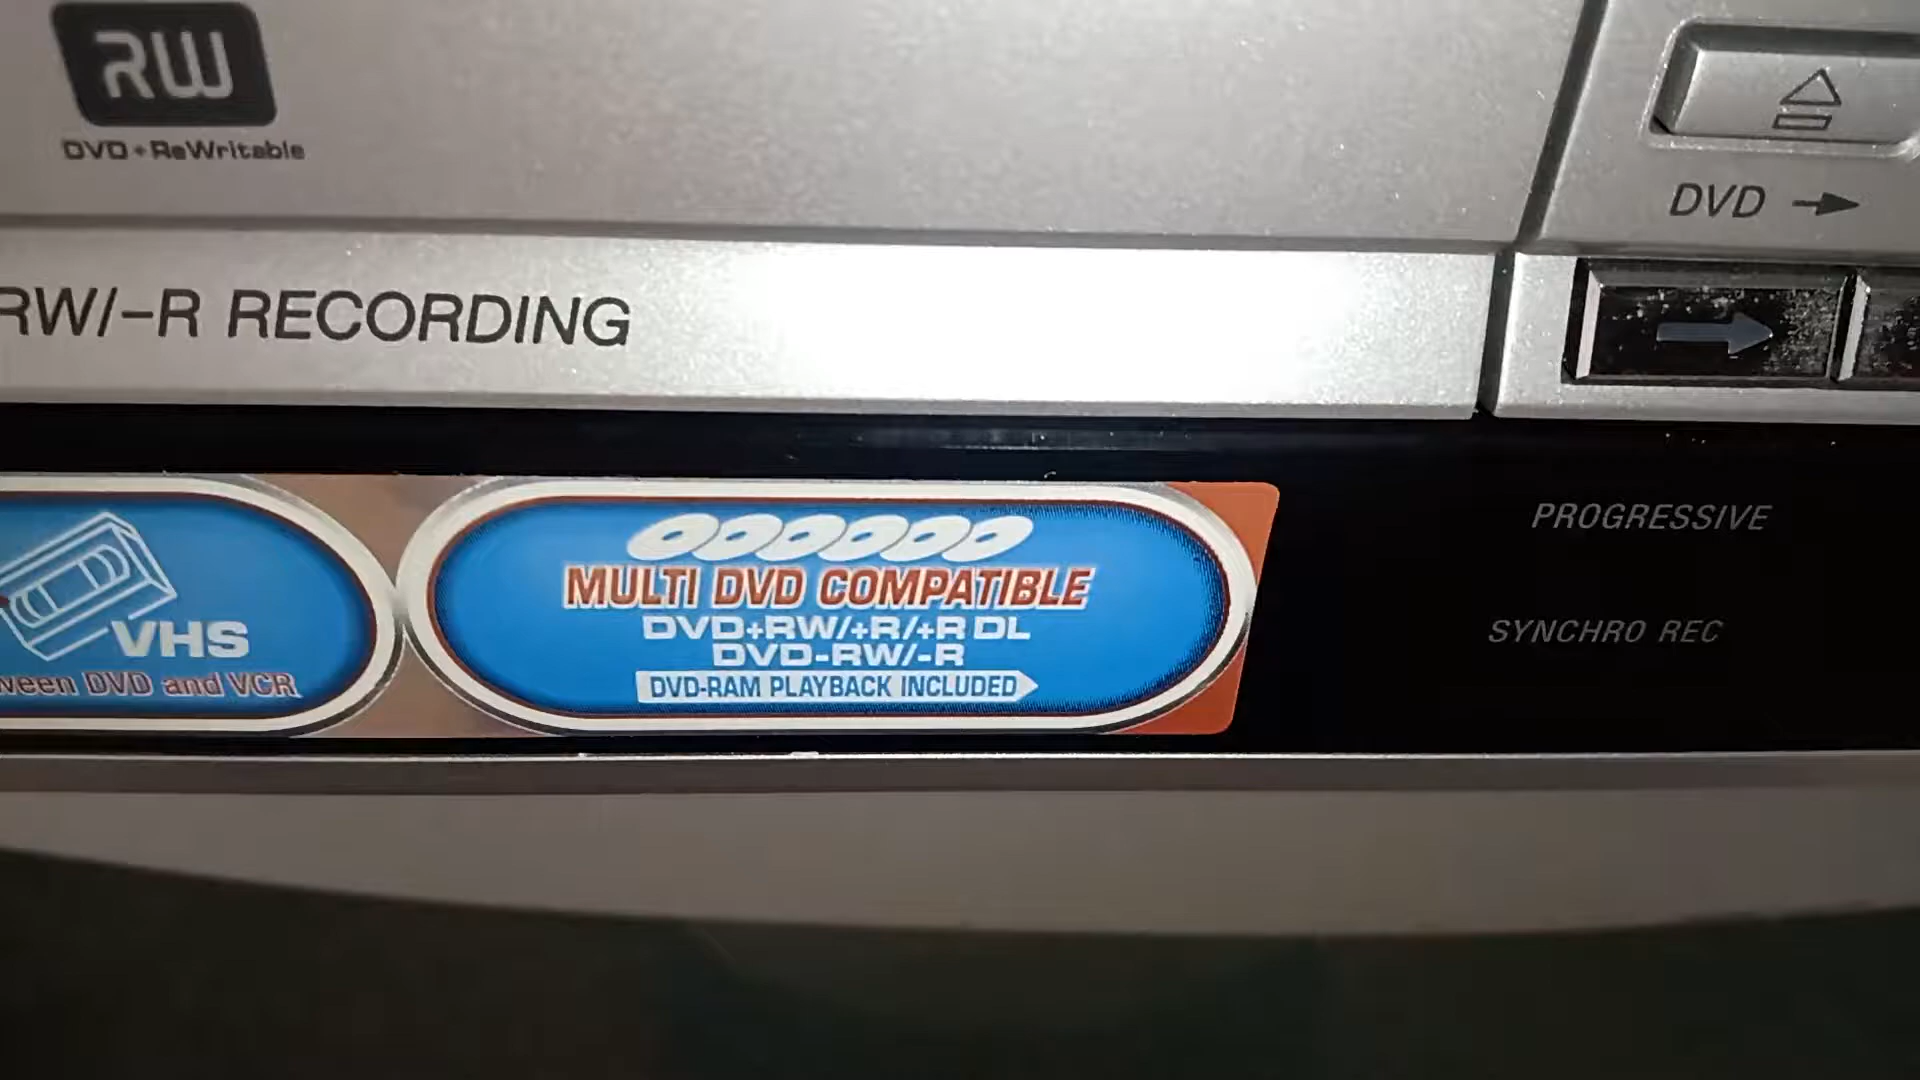 RW
DVD+ReWritable
DVD
RW/-R RECORDING
PROGRESSIVE
SYNCHRO REC
VHS
DVD and VCR
MULTI DVD COMPATIBLE
DVD+RW/+R/+R DL
DVD-RW/-R
DVD-RAM PLAYBACK INCLUDED